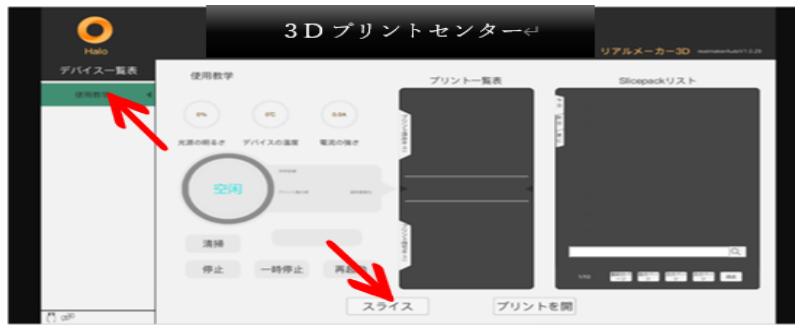 3Dプリントセンター↵
Halo
リアルメーカー3D
デバイス一覧表
使用教学
使用教学
プリント一覧表
Slicepackリスト
0%
0℃
0.0A
光源の明るさ
デバイスの温度
電流の強さ
空闲
清掃
停止
一時停止
スライス
プリントを開